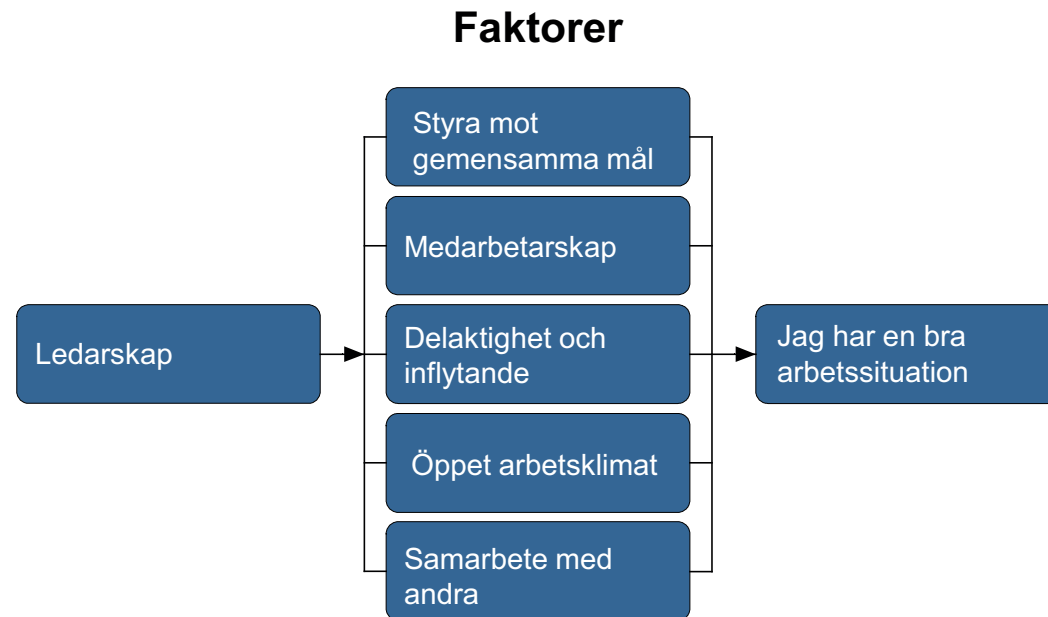 Faktorer
Styra mot
gemensamma mål
Medarbetarskap
Ledarskap
Delaktighet och
inflytande
Jag har en bra
arbetssituation
Öppet arbetsklimat
Samarbete med
andra